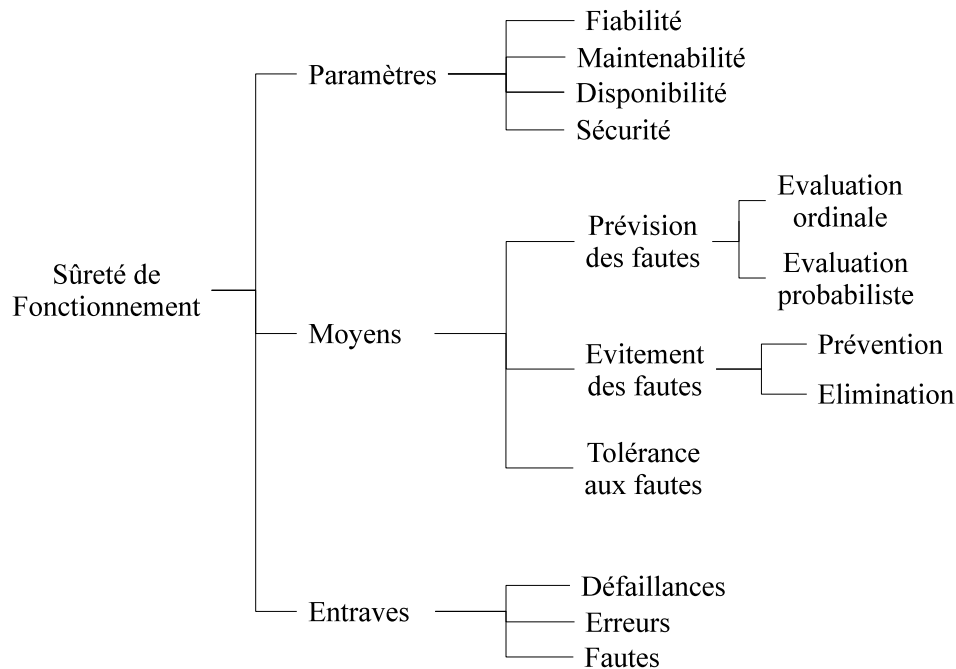 Sûreté de
Fonctionnement
Paramètres
Fiabilité
Maintenabilité
Disponibilité
Sécurité
Moyens
Prévision
des fautes
Evaluation
ordinale
Evaluation
probabiliste
Evitement
des fautes
Prévention
Elimination
Tolérance
aux fautes
Entraves
Défaillances
Erreurs
Fautes